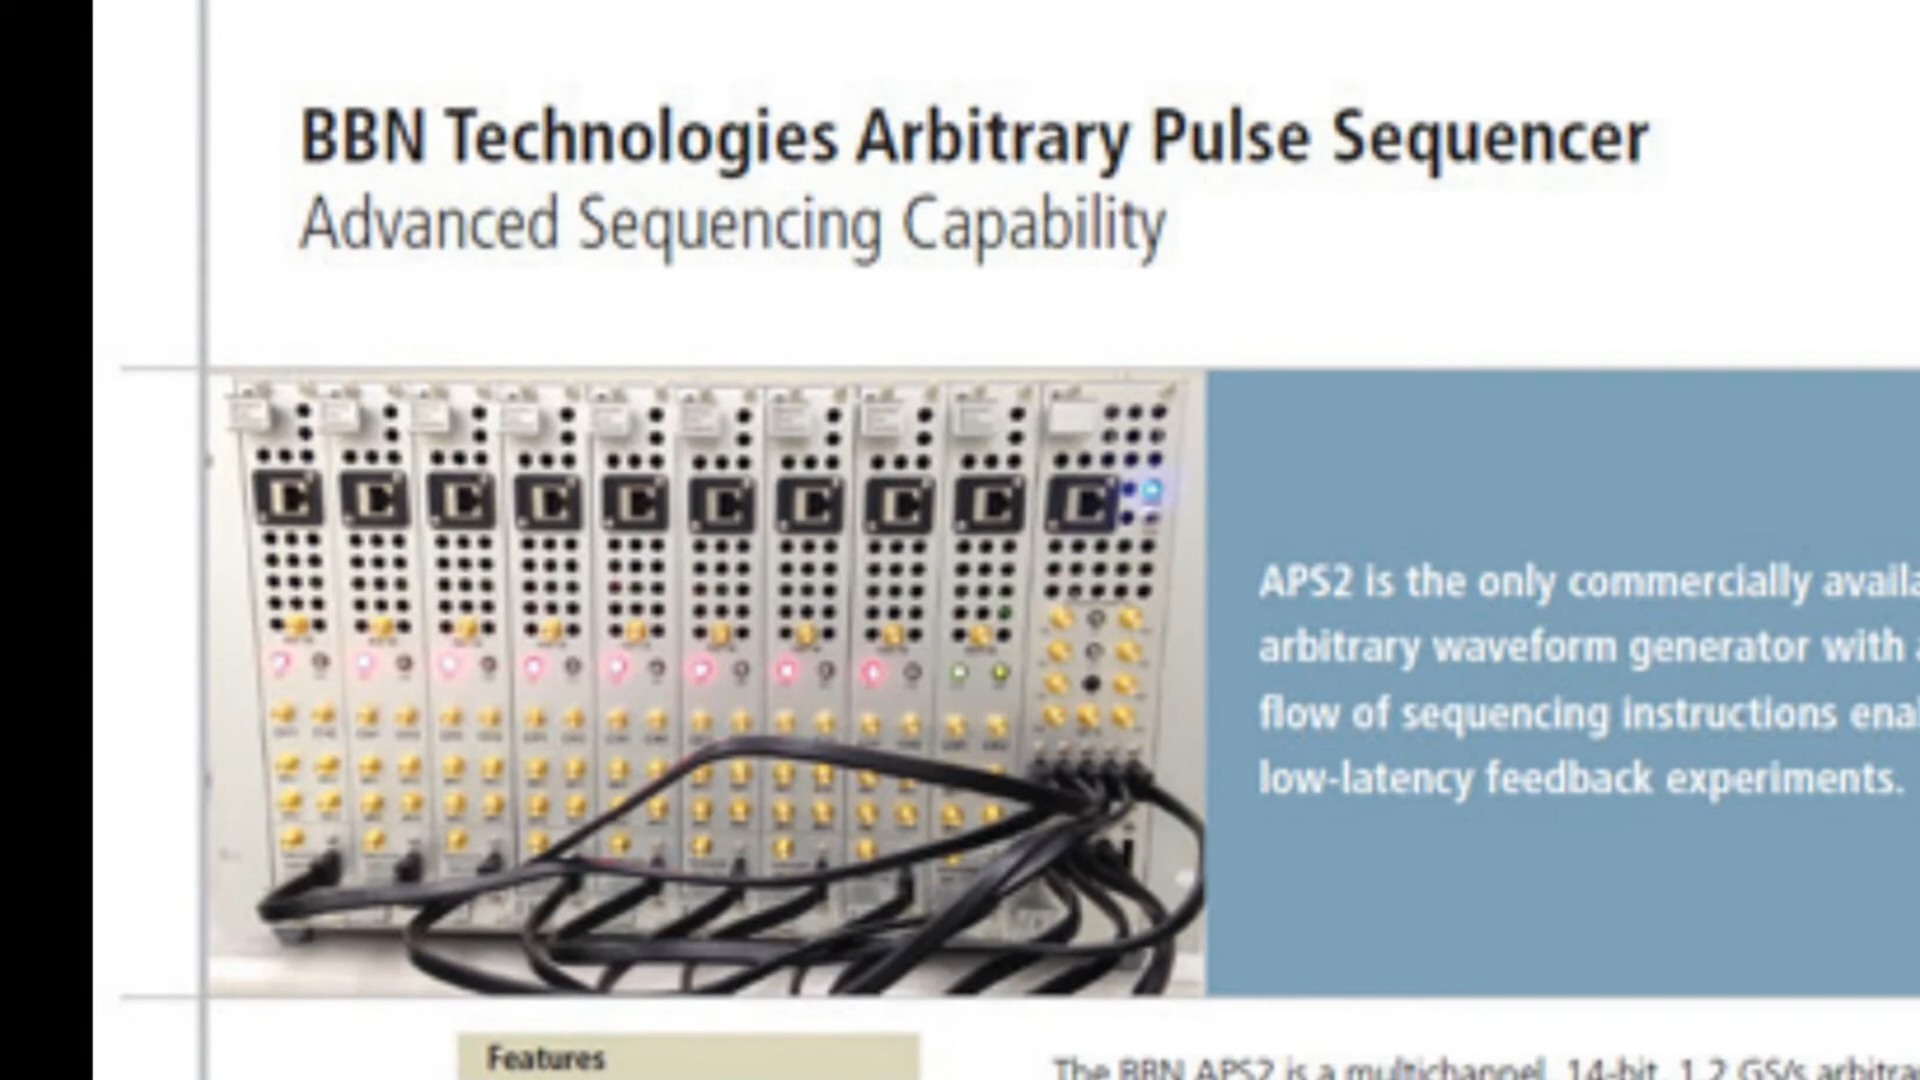 BBN Technologies Arbitrary Pulse Sequencer
Advanced Sequencing Capability
APS2 is the only commercially
arbitrary waveform generator with
flow of sequencing instructions
low-latency feedback experiments.
Features
The BBN APS2 is a multichannel, 14-bit, 1.2 GS/s